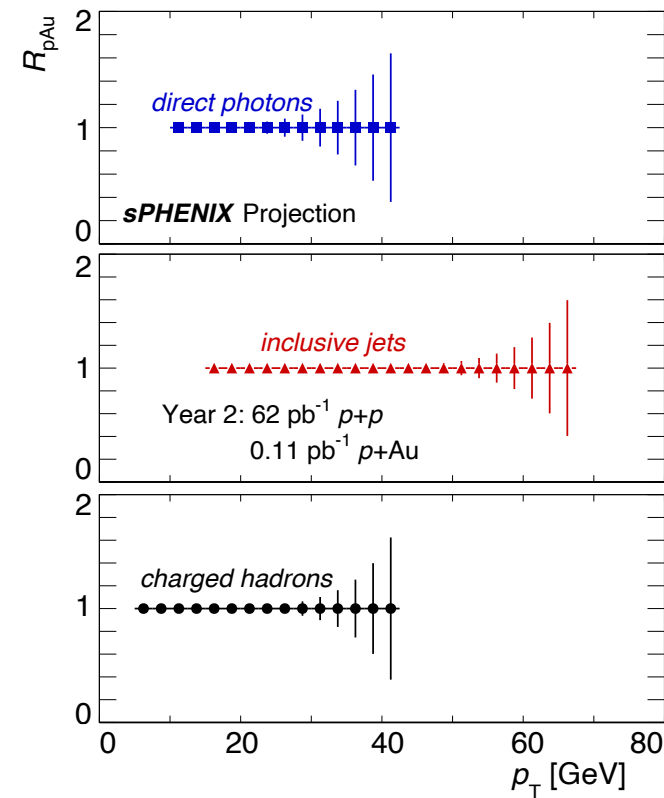 R_pAu
2
direct photons
1
sPHENIX Projection
0
2
inclusive jets
1
Year 2: 62 pb⁻¹ p+p
0.11 pb⁻¹ p+Au
0
2
charged hadrons
1
0
0 20 40 60 80
p_T [GeV]